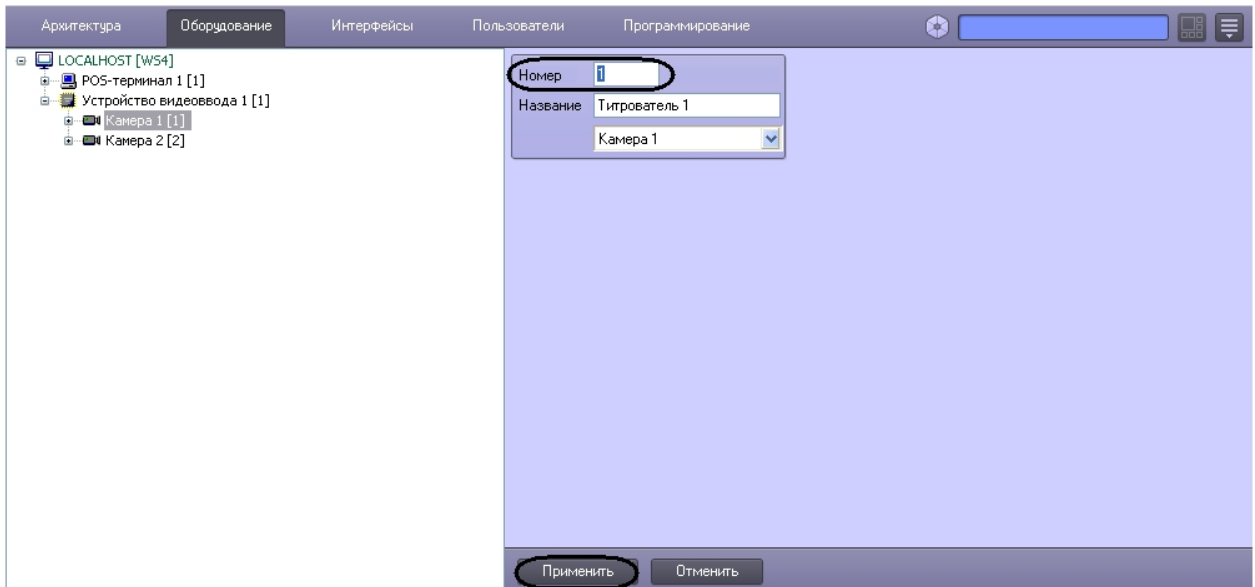 Архитектура Оборудование Интерфейсы Пользователи Программирование
LOCALHOST [WS4]
POS-терминал 1 [1]
Устройство видеоввода 1 [1]
Камера 1 [1]
Камера 2 [2]
Номер 1
Название Титрователь 1
Камера 1
Применить Отменить